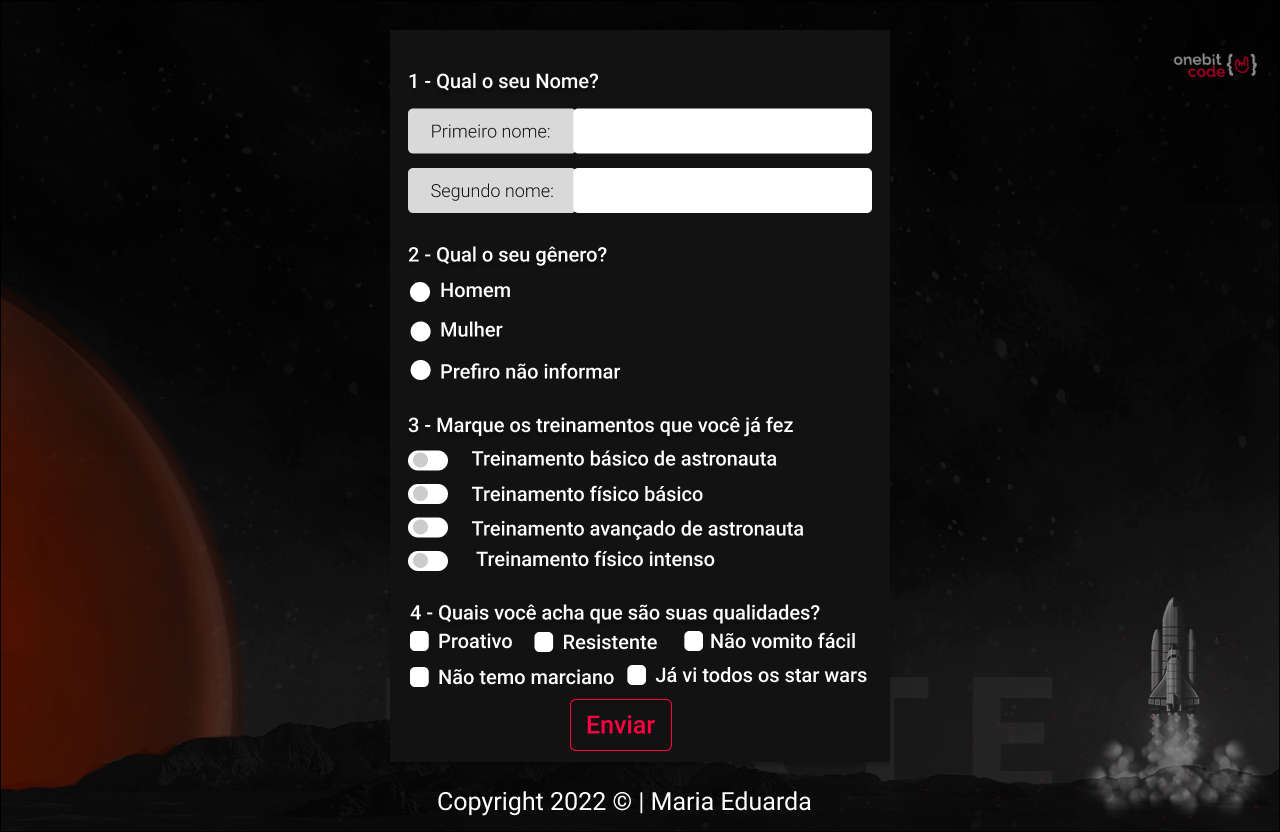 onebit
code
1 - Qual o seu Nome?
Primeiro nome:
Segundo nome:
2 - Qual o seu gênero?
Homem
Mulher
Prefiro não informar
3 - Marque os treinamentos que você já fez
Treinamento básico de astronauta
Treinamento físico básico
Treinamento avançado de astronauta
Treinamento físico intenso
4 - Quais você acha que são suas qualidades?
Proativo Resistente Não vomito fácil
Não temo marciano Já vi todos os star wars
Enviar
Copyright 2022 © | Maria Eduarda